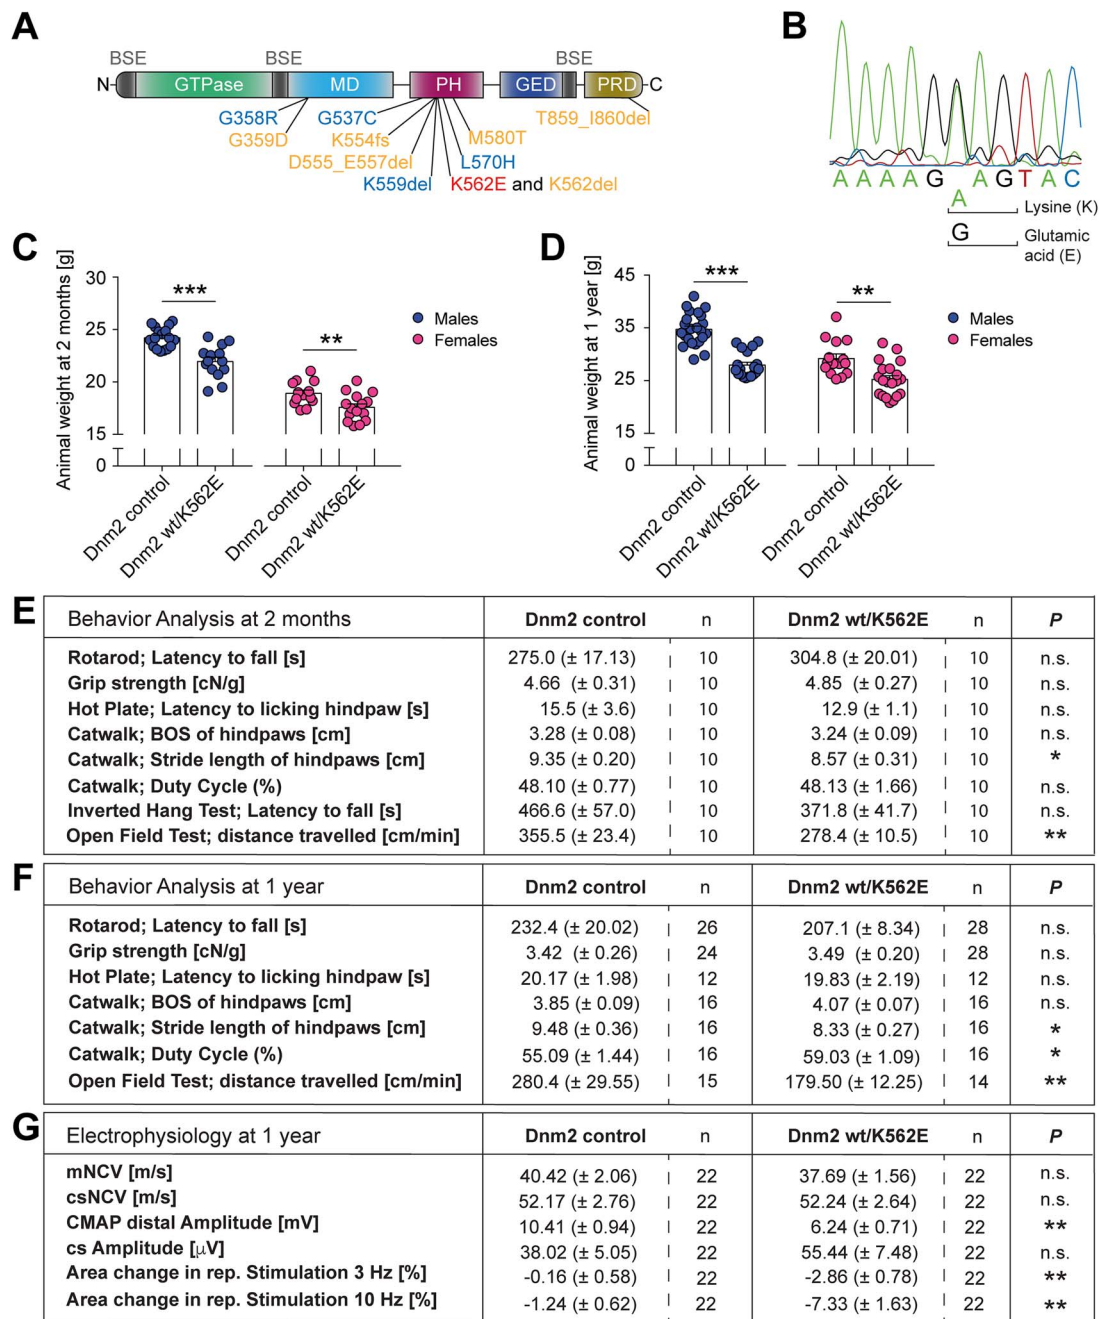 A
BSE BSE BSE
N- GTPase MD PH GED PRD -C
G358R G537C T859_I860del
G359D K554fs M580T
D555_E557del L570H
K559del K562E and K562del
B
A A A A G A G T A C
A Lysine (K)
G Glutamic
acid (E)
C
Animal weight at 2 months [g]
30
25
20
15
0
*** **
Males
Females
Dnm2 control
Dnm2 wt/K562E
Dnm2 control
Dnm2 wt/K562E
D
Animal weight at 1 year [g]
45
35
25
15
0
*** **
Males
Females
Dnm2 control
Dnm2 wt/K562E
Dnm2 control
Dnm2 wt/K562E
E
Behavior Analysis at 2 months Dnm2 control n Dnm2 wt/K562E n P
Rotarod; Latency to fall [s] 275.0 (± 17.13) 10 304.8 (± 20.01) 10 n.s.
Grip strength [cN/g] 4.66 (± 0.31) 10 4.85 (± 0.27) 10 n.s.
Hot Plate; Latency to licking hindpaw [s] 15.5 (± 3.6) 10 12.9 (± 1.1) 10 n.s.
Catwalk; BOS of hindpaws [cm] 3.28 (± 0.08) 10 3.24 (± 0.09) 10 n.s.
Catwalk; Stride length of hindpaws [cm] 9.35 (± 0.20) 10 8.57 (± 0.31) 10 *
Catwalk; Duty Cycle (%) 48.10 (± 0.77) 10 48.13 (± 1.66) 10 n.s.
Inverted Hang Test; Latency to fall [s] 466.6 (± 57.0) 10 371.8 (± 41.7) 10 n.s.
Open Field Test; distance travelled [cm/min] 355.5 (± 23.4) 10 278.4 (± 10.5) 10 **
F
Behavior Analysis at 1 year Dnm2 control n Dnm2 wt/K562E n P
Rotarod; Latency to fall [s] 232.4 (± 20.02) 26 207.1 (± 8.34) 28 n.s.
Grip strength [cN/g] 3.42 (± 0.26) 24 3.49 (± 0.20) 28 n.s.
Hot Plate; Latency to licking hindpaw [s] 20.17 (± 1.98) 12 19.83 (± 2.19) 12 n.s.
Catwalk; BOS of hindpaws [cm] 3.85 (± 0.09) 16 4.07 (± 0.07) 16 n.s.
Catwalk; Stride length of hindpaws [cm] 9.48 (± 0.36) 16 8.33 (± 0.27) 16 *
Catwalk; Duty Cycle (%) 55.09 (± 1.44) 16 59.03 (± 1.09) 16 *
Open Field Test; distance travelled [cm/min] 280.4 (± 29.55) 15 179.50 (± 12.25) 14 **
G
Electrophysiology at 1 year Dnm2 control n Dnm2 wt/K562E n P
mNCV [m/s] 40.42 (± 2.06) 22 37.69 (± 1.56) 22 n.s.
csNCV [m/s] 52.17 (± 2.76) 22 52.24 (± 2.64) 22 n.s.
CMAP distal Amplitude [mV] 10.41 (± 0.94) 22 6.24 (± 0.71) 22 **
cs Amplitude [μV] 38.02 (± 5.05) 22 55.44 (± 7.48) 22 n.s.
Area change in rep. Stimulation 3 Hz [%] -0.16 (± 0.58) 22 -2.86 (± 0.78) 22 **
Area change in rep. Stimulation 10 Hz [%] -1.24 (± 0.62) 22 -7.33 (± 1.63) 22 **